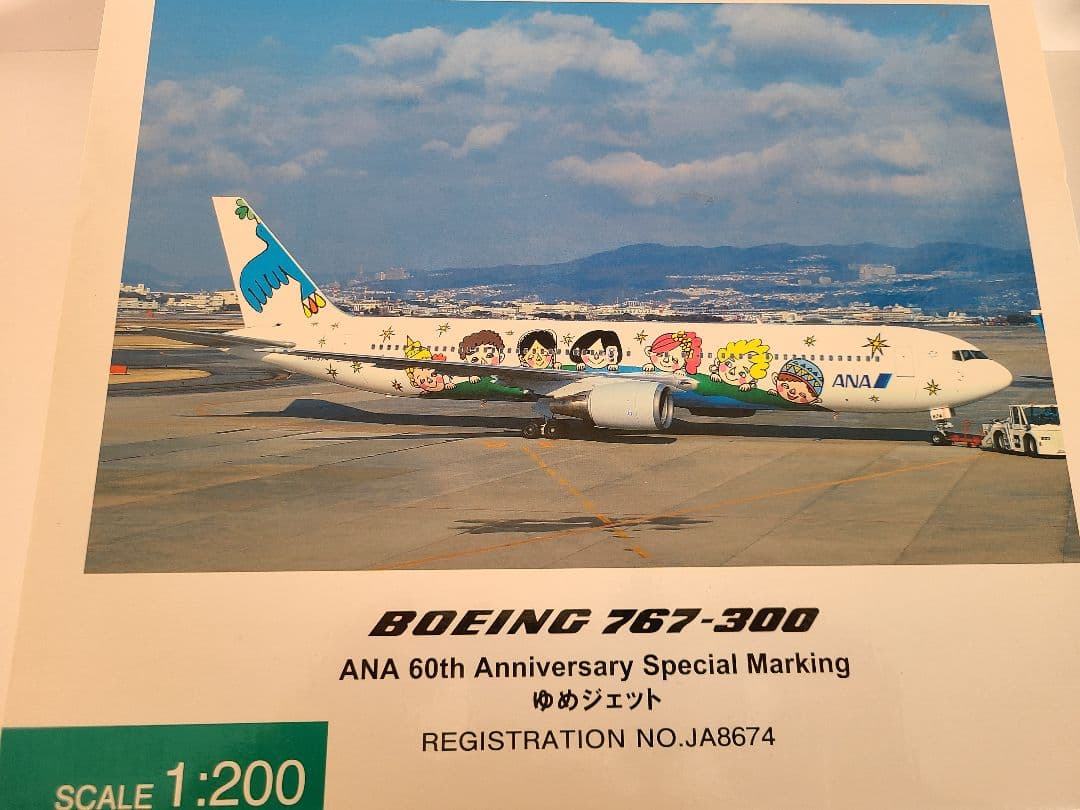 ANA
BOEING 767-300
ANA 60th Anniversary Special Marking
ゆめジェット
REGISTRATION NO.JA8674
SCALE 1:200